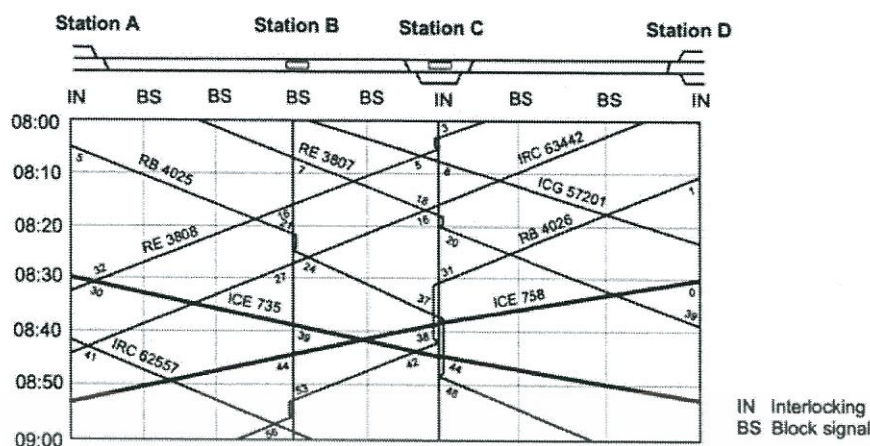 Station A Station B Station C Station D
IN BS BS BS BS IN BS BS IN
08:00
08:10
08:20
08:30
08:40
08:50
09:00
3
RE 3807
IRC 63442
5
RB 4025
5
7
6
ICG 57201
1
18
16
16
21
RB 4026
20
RE 3808
32
30
27
24
31
37
ICE 735
ICE 758
0
39
41
IRC 62557
39
38
44
42
44
53
48
56
IN Interlocking
BS Block signal